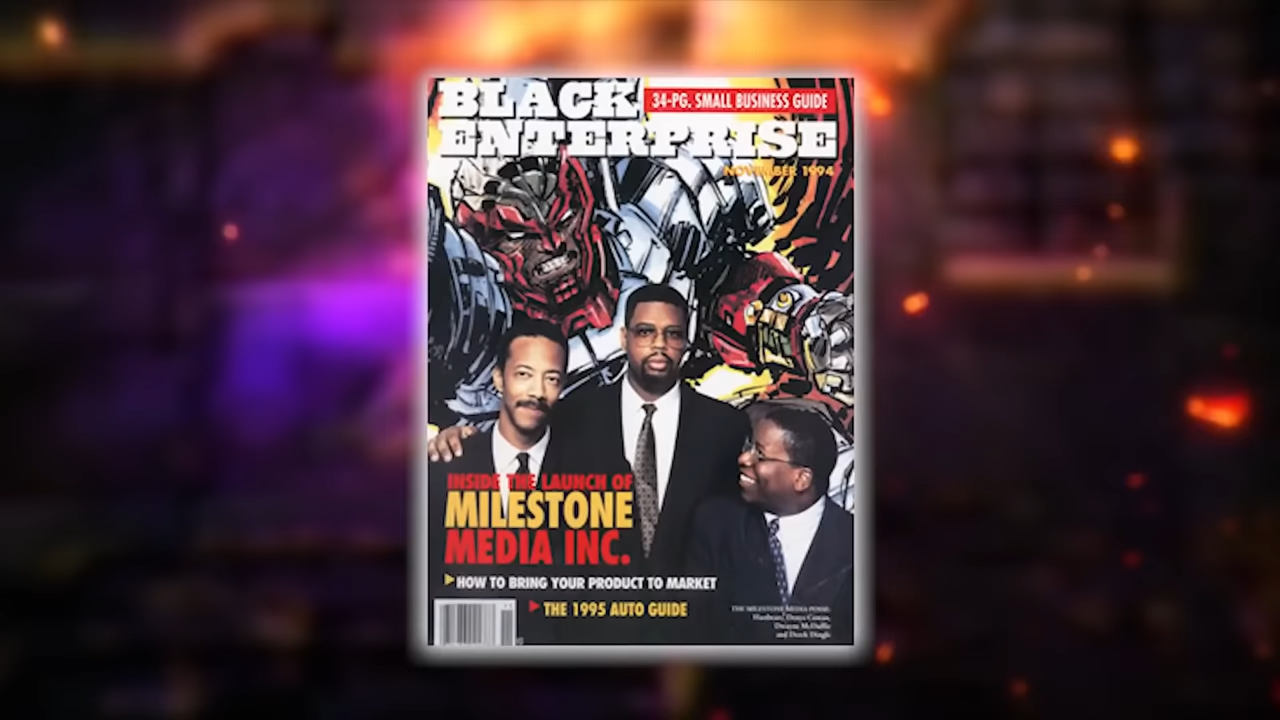 BLACK
34-PG. SMALL BUSINESS GUIDE
ENTERPRISE
NOVEMBER 1994
INSIDE THE LAUNCH OF
MILESTONE
MEDIA INC.
HOW TO BRING YOUR PRODUCT TO MARKET
THE 1995 AUTO GUIDE
THE MILESTONE MEDIA POSSE:
Hardware, Denys Cowan,
Dwayne McDuffie
and Derek Dingle